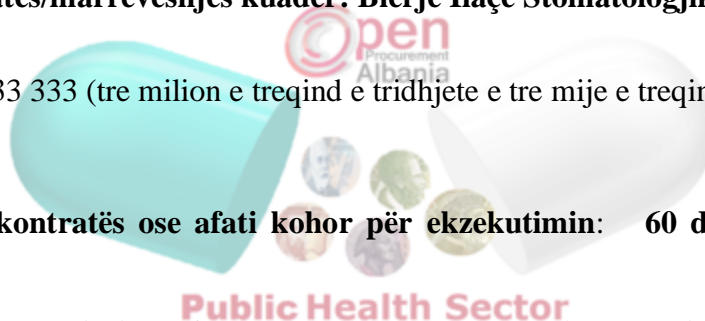 tës/marrëveshjes kuadër: Blerje Ilaçe Stomatologji
Open
Procurement
Albania
33 333 (tre milion e treqind e tridhjete e tre mije e treqin
kontratës ose afati kohor për ekzekutimin: 60 d
Public Health Sector